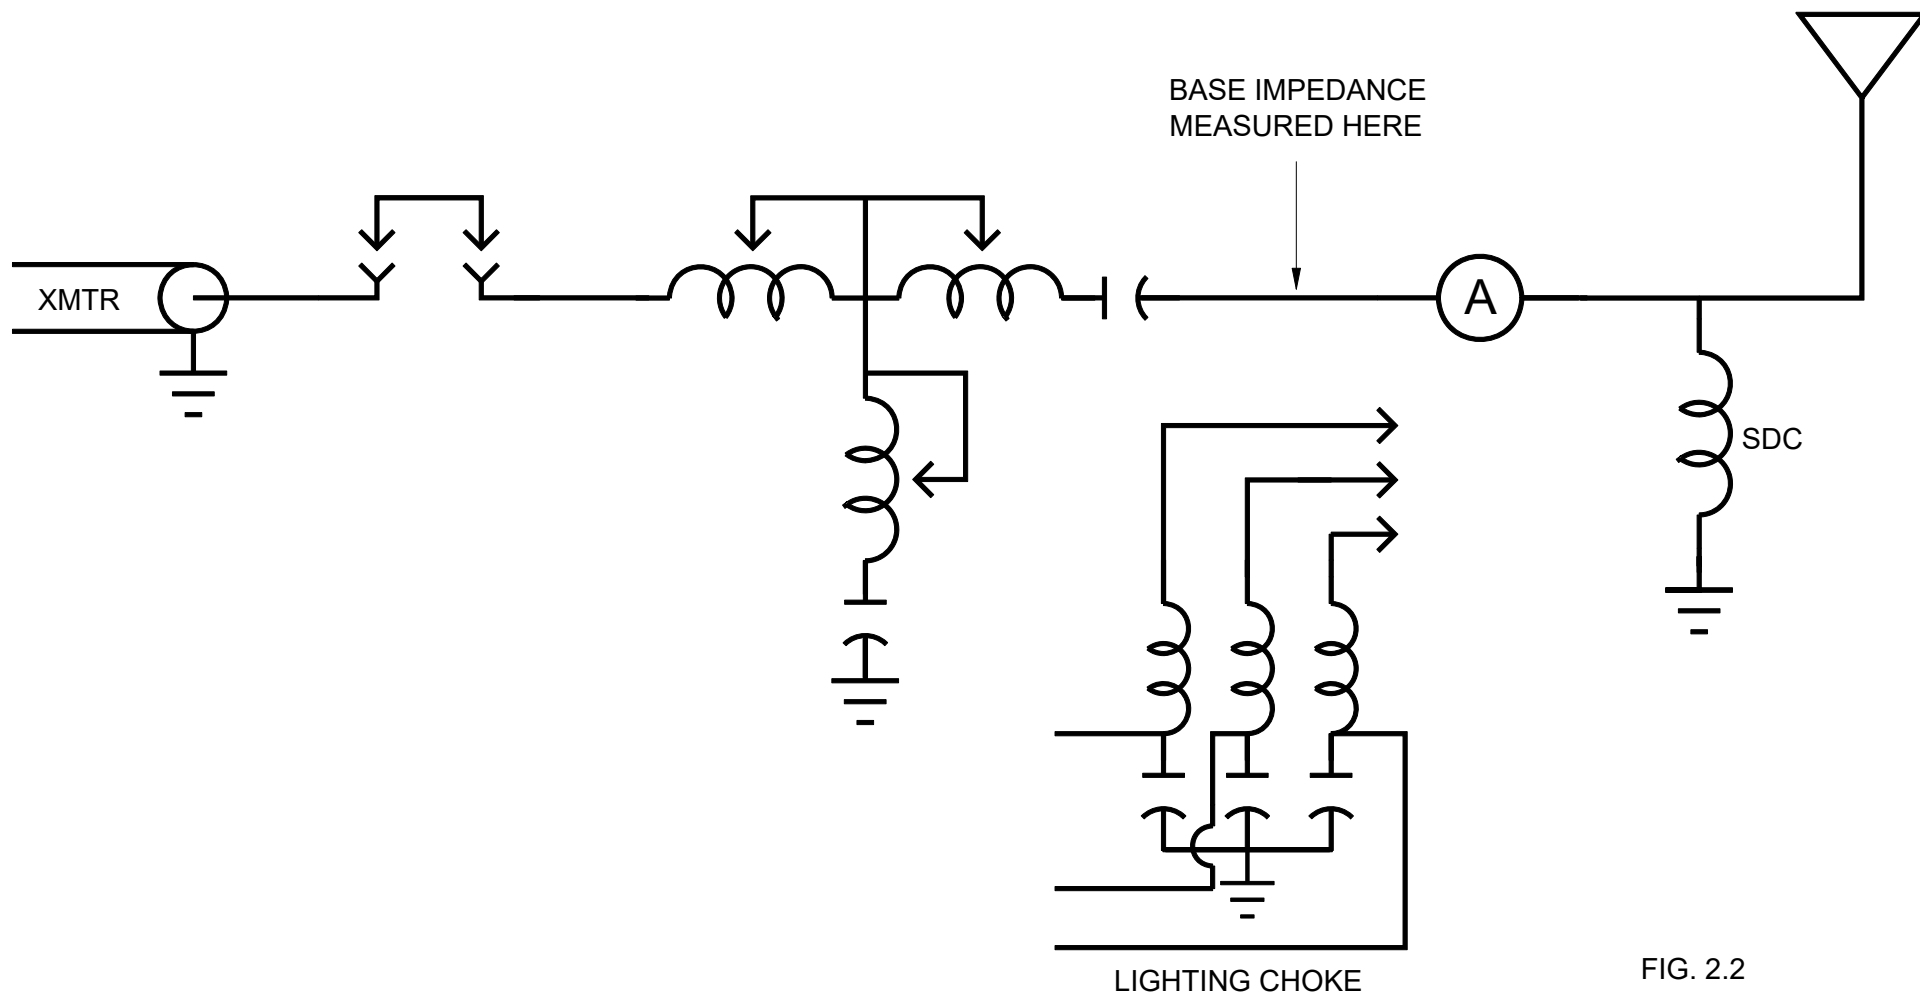 BASE IMPEDANCE
MEASURED HERE
XMTR
A
SDC
LIGHTING CHOKE
FIG. 2.2